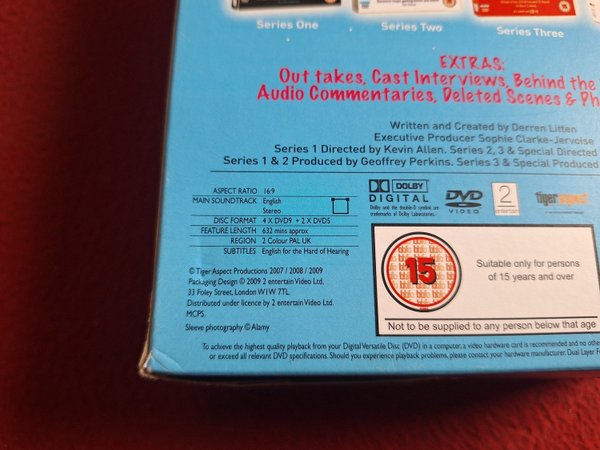 Series One
Series Two
Series Three
EXTRAS:
Out takes, Cast Interviews, Behind the
Audio Commentaries, Deleted Scenes & Ph
Written and Created by Derren Litten
Executive Producer Sophie Clarke-Jervoise
Series 1 Directed by Kevin Allen. Series 2, 3 & Special Directed
Series 1 & 2 Produced by Geoffrey Perkins. Series 3 & Special Produced
ASPECT RATIO 16:9
MAIN SOUNDTRACK English
Stereo
DISC FORMAT 4 X DVD9 + 2 X DVD5
FEATURE LENGTH 632 mins approx
REGION 2 Colour PAL UK
SUBTITLES English for the Hard of Hearing
DOLBY
DIGITAL
Dolby and the double-D symbol are
trademarks of Dolby Laboratories.
DVD
VIDEO
2
entertain
tiger aspect
© Tiger Aspect Productions 2007 / 2008 / 2009
Packaging Design © 2009 2 entertain Video Ltd,
33 Foley Street, London W1W 7TL.
Distributed under licence by 2 entertain Video Ltd.
MCPS.
Sleeve photography © Alamy
15
Suitable only for persons
of 15 years and over
Not to be supplied to any person below that age
To achieve the highest quality playback from your Digital Versatile Disc (DVD) in a computer, a video hardware card is recommended and no othe
or exceed all relevant DVD specifications. Should you experience playback problems, please contact your hardware manufacturer. Dual Layer F